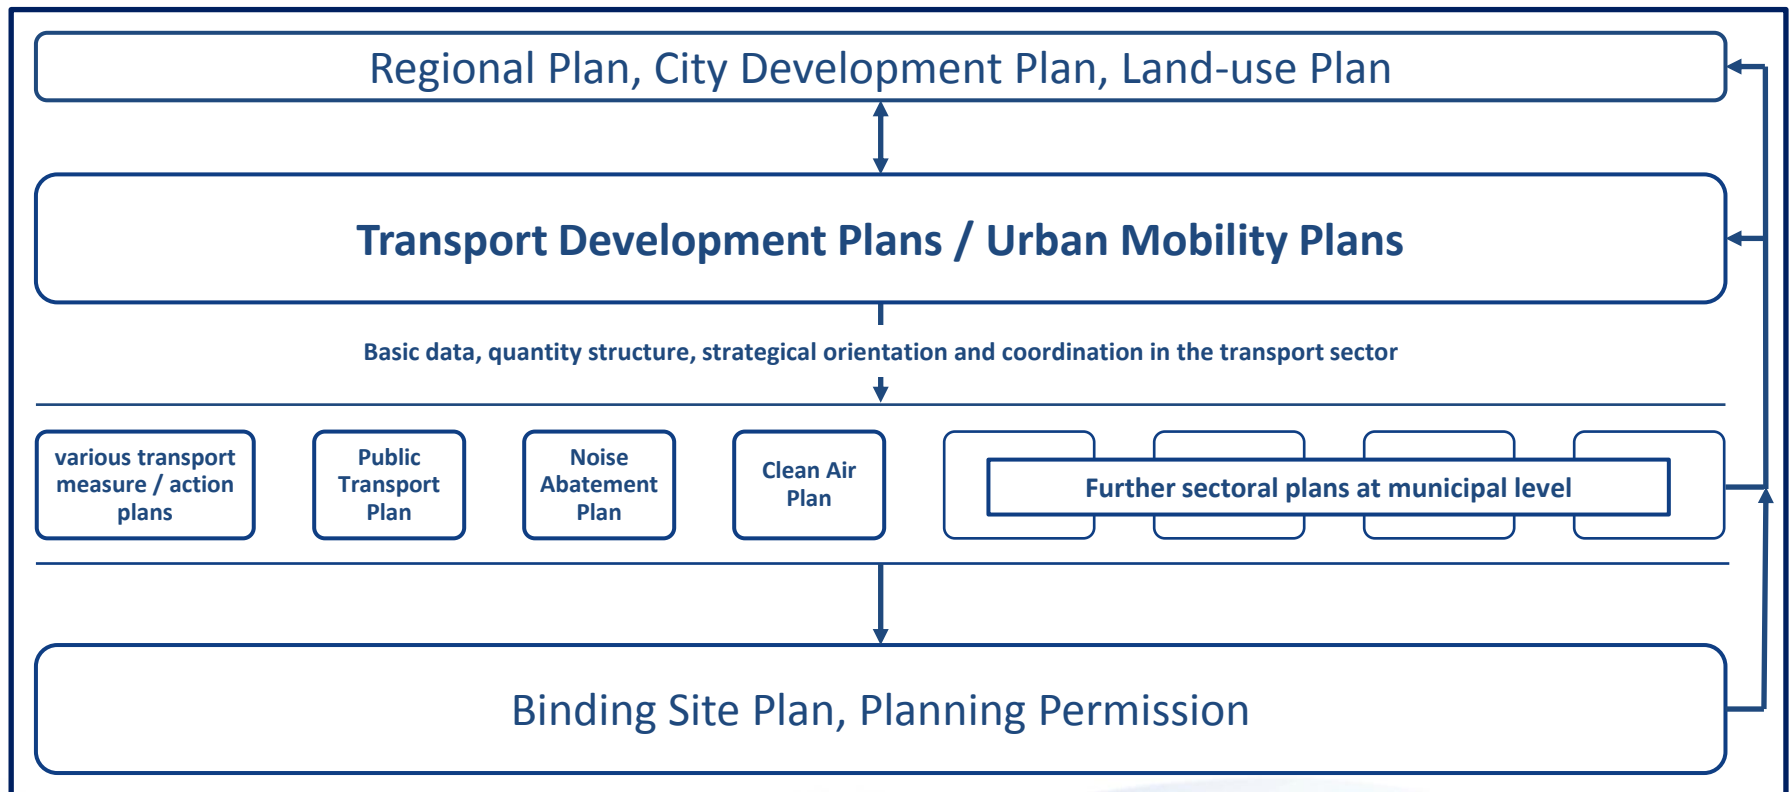 Regional Plan, City Development Plan, Land-use Plan
Transport Development Plans / Urban Mobility Plans
Basic data, quantity structure, strategical orientation and coordination in the transport sector
various transport
measure / action
plans
Public
Transport
Plan
Noise
Abatement
Plan
Clean Air
Plan
Further sectoral plans at municipal level
Binding Site Plan, Planning Permission